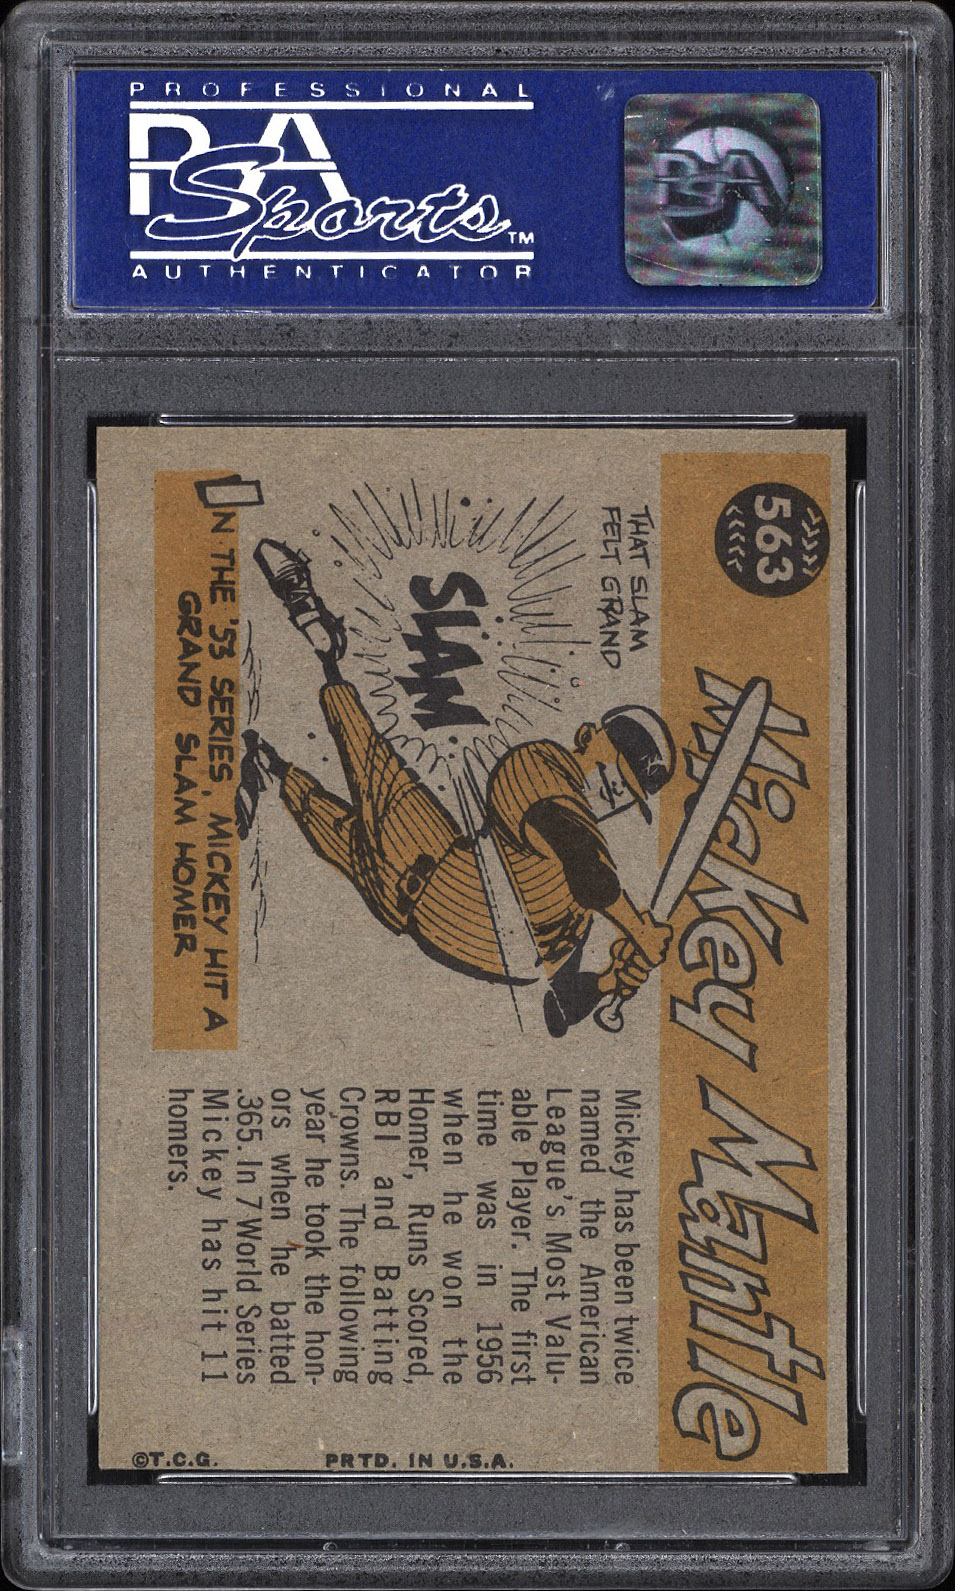 PROFESSIONAL
PSA
Sports™
AUTHENTICATOR
PSA
563
Mickey Mantle
THAT SLAM
FELT GRAND
SLAM
IN THE '53 SERIES, MICKEY HIT A
GRAND SLAM HOMER
Mickey has been twice
named the American
League's Most Valu-
able Player. The first
time was in 1956
when he won the
Homer, Runs Scored,
RBI and Batting
Crowns. The following
year he took the hon-
ors when he batted
.365. In 7 World Series
Mickey has hit 11
homers.
©T.C.G.
PRTD. IN U.S.A.